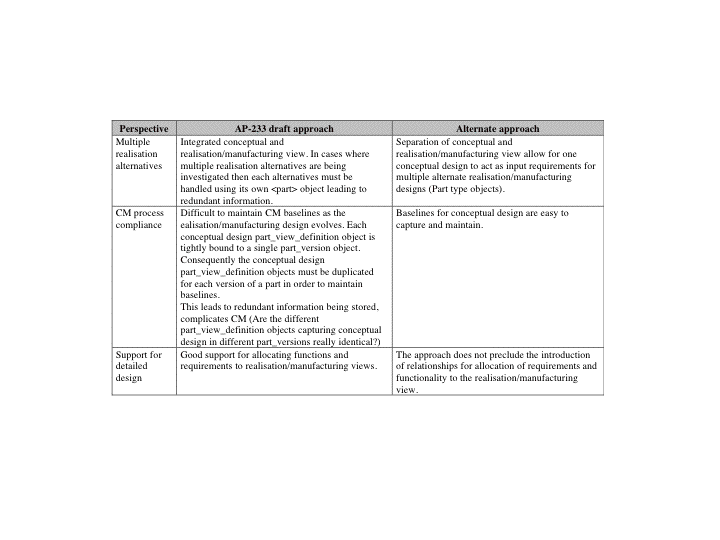 Perspective
AP-233 draft approach
Alternate approach
Multiple
realisation
alternatives
Integrated conceptual and
realisation/manufacturing view. In cases where
multiple realisation alternatives are being
investigated then each alternatives must be
handled using its own <part> object leading to
redundant information.
Separation of conceptual and
realisation/manufacturing view allow for one
conceptual design to act as input requirements for
multiple alternate realisation/manufacturing
designs (Part type objects).
CM process
compliance
Difficult to maintain CM baselines as the
ealisation/manufacturing design evolves. Each
conceptual design part_view_definition object is
tightly bound to a single part_version object.
Consequently the conceptual design
part_view_definition objects must be duplicated
for each version of a part in order to maintain
baselines.
This leads to redundant information being stored,
complicates CM (Are the different
part_view_definition objects capturing conceptual
design in different part_versions really identical?)
Baselines for conceptual design are easy to
capture and maintain.
Support for
detailed
design
Good support for allocating functions and
requirements to realisation/manufacturing views.
The approach does not preclude the introduction
of relationships for allocation of requirements and
functionality to the realisation/manufacturing
view.